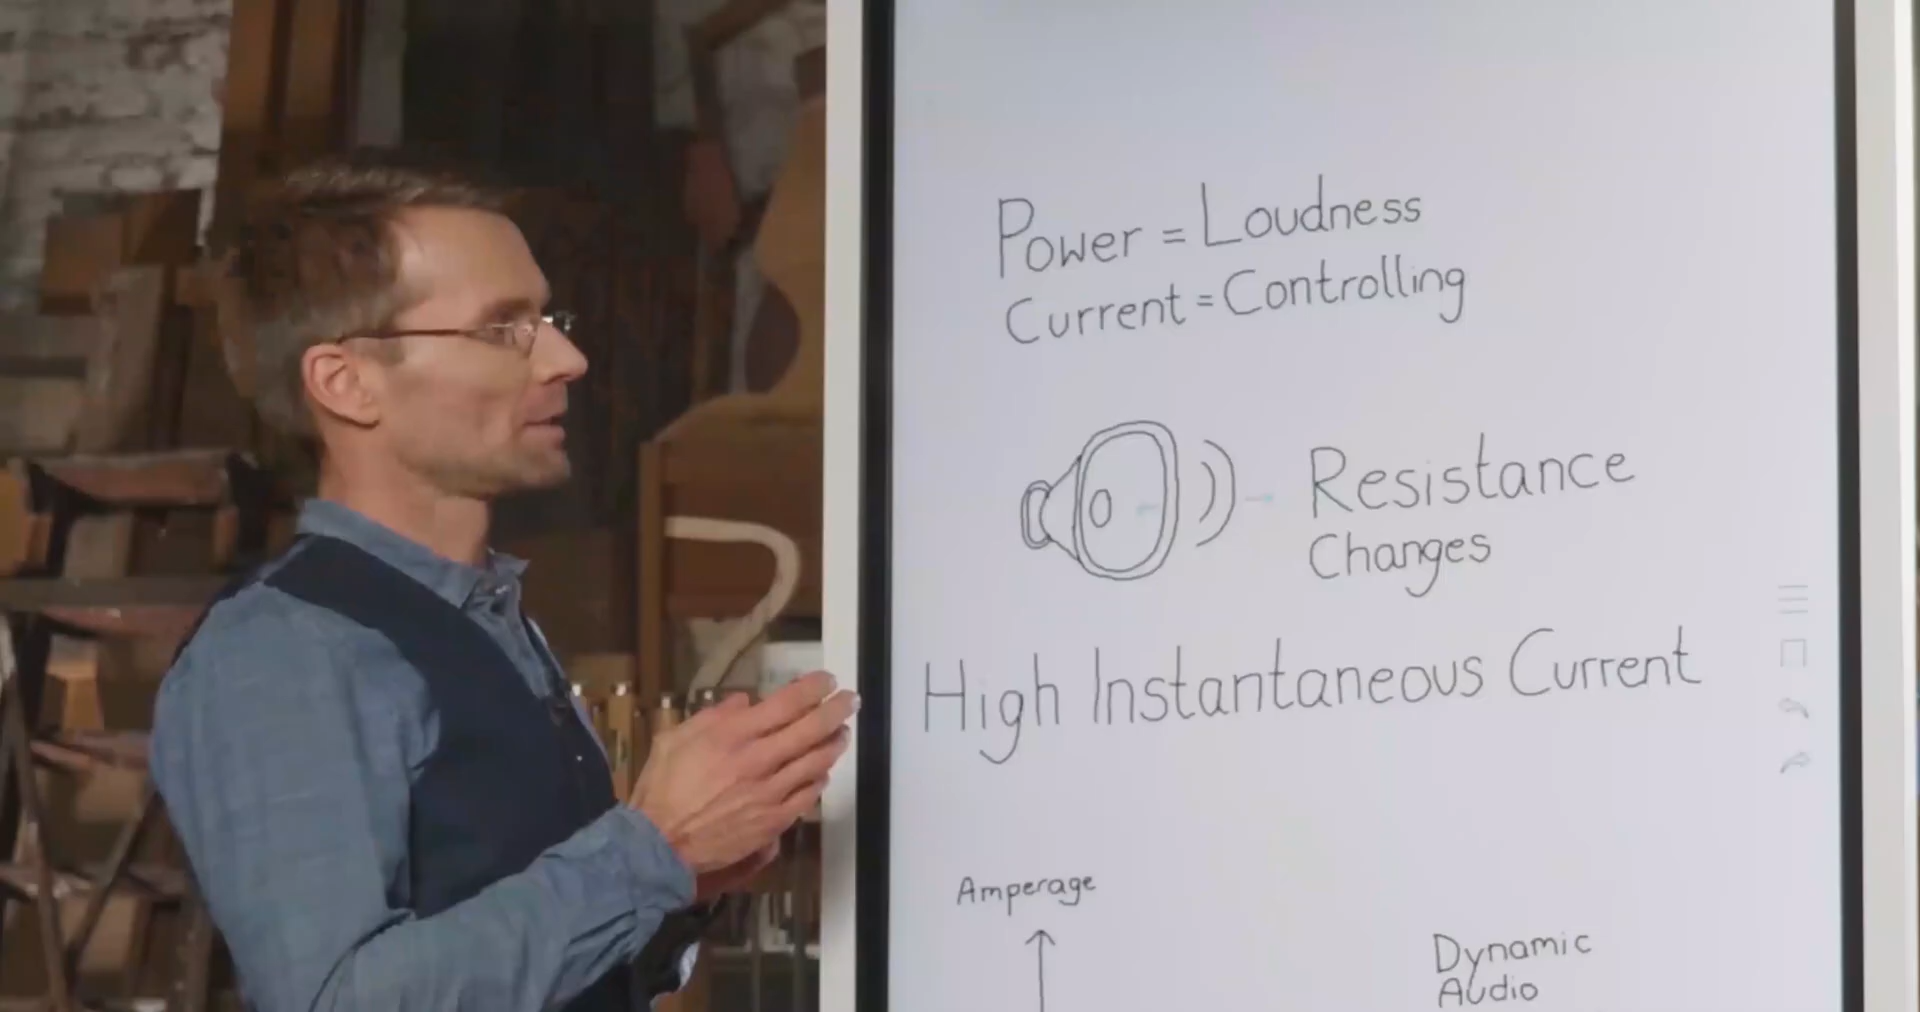 Power = Loudness
Current = Controlling
Resistance
Changes
High Instantaneous Current
Amperage
Dynamic
Audio